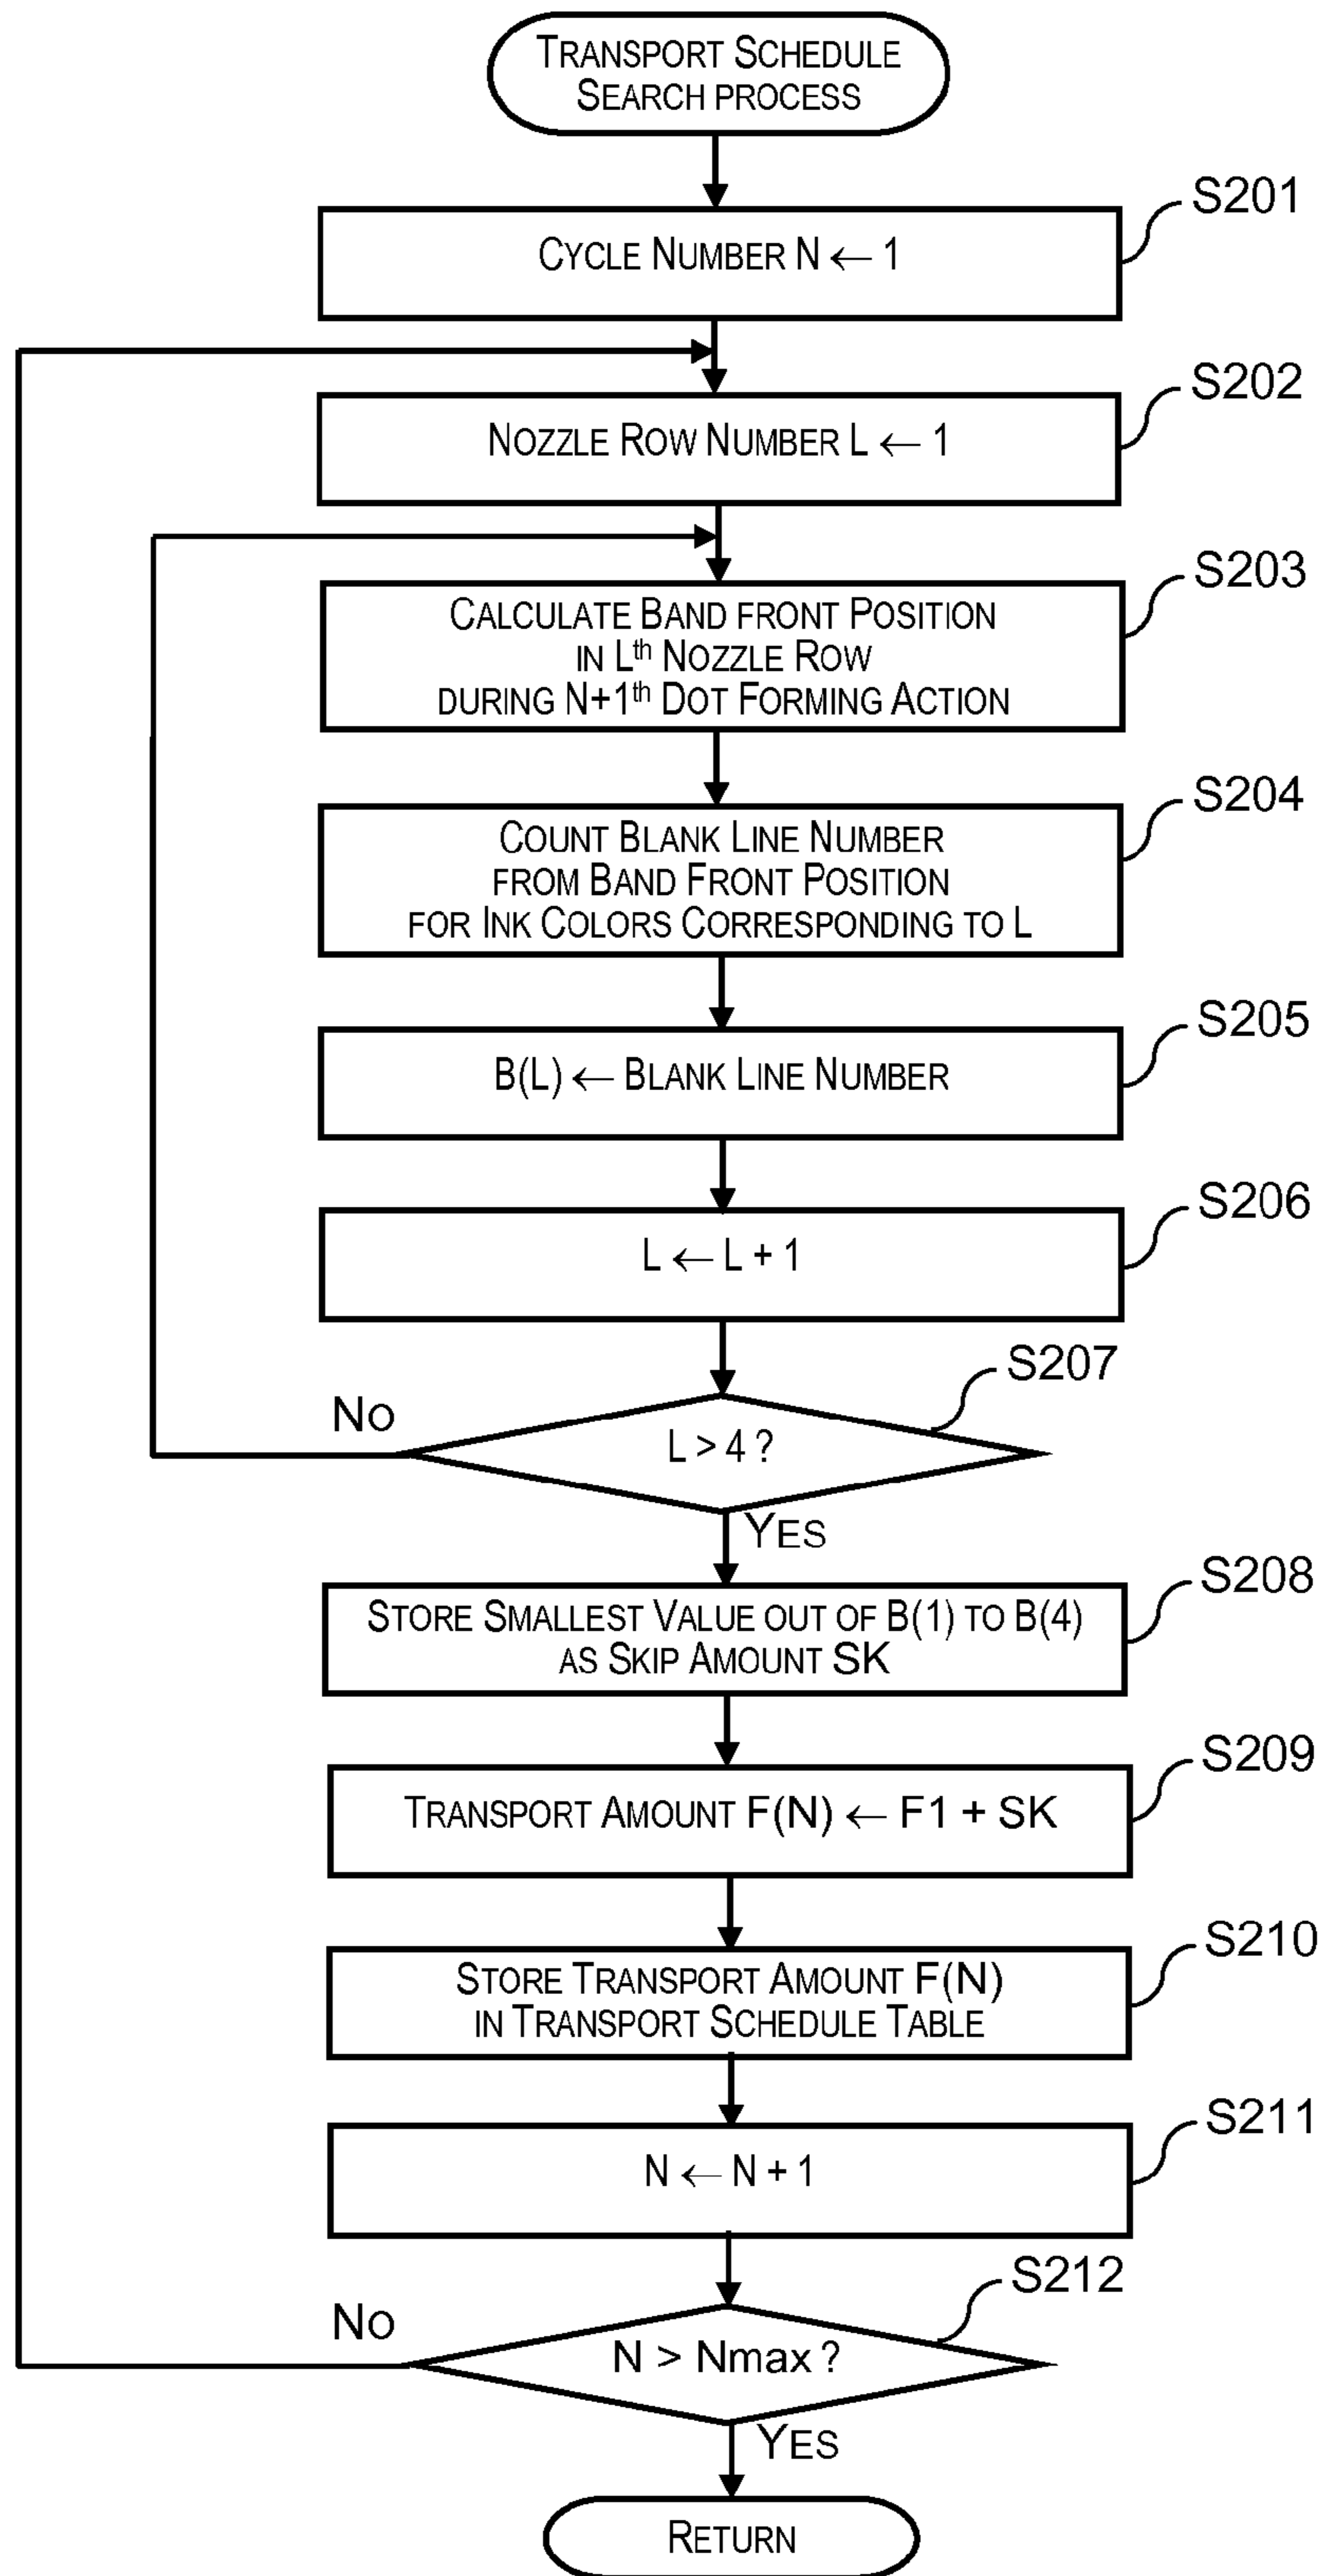 TRANSPORT SCHEDULE
SEARCH PROCESS
S201
CYCLE NUMBER N ← 1
S202
NOZZLE ROW NUMBER L ← 1
S203
CALCULATE BAND FRONT POSITION
IN Lth NOZZLE ROW
DURING N+1th DOT FORMING ACTION
S204
COUNT BLANK LINE NUMBER
FROM BAND FRONT POSITION
FOR INK COLORS CORRESPONDING TO L
S205
B(L) ← BLANK LINE NUMBER
S206
L ← L + 1
S207
NO
L > 4 ?
YES
S208
STORE SMALLEST VALUE OUT OF B(1) TO B(4)
AS SKIP AMOUNT SK
S209
TRANSPORT AMOUNT F(N) ← F1 + SK
S210
STORE TRANSPORT AMOUNT F(N)
IN TRANSPORT SCHEDULE TABLE
S211
N ← N + 1
S212
NO
N > Nmax ?
YES
RETURN